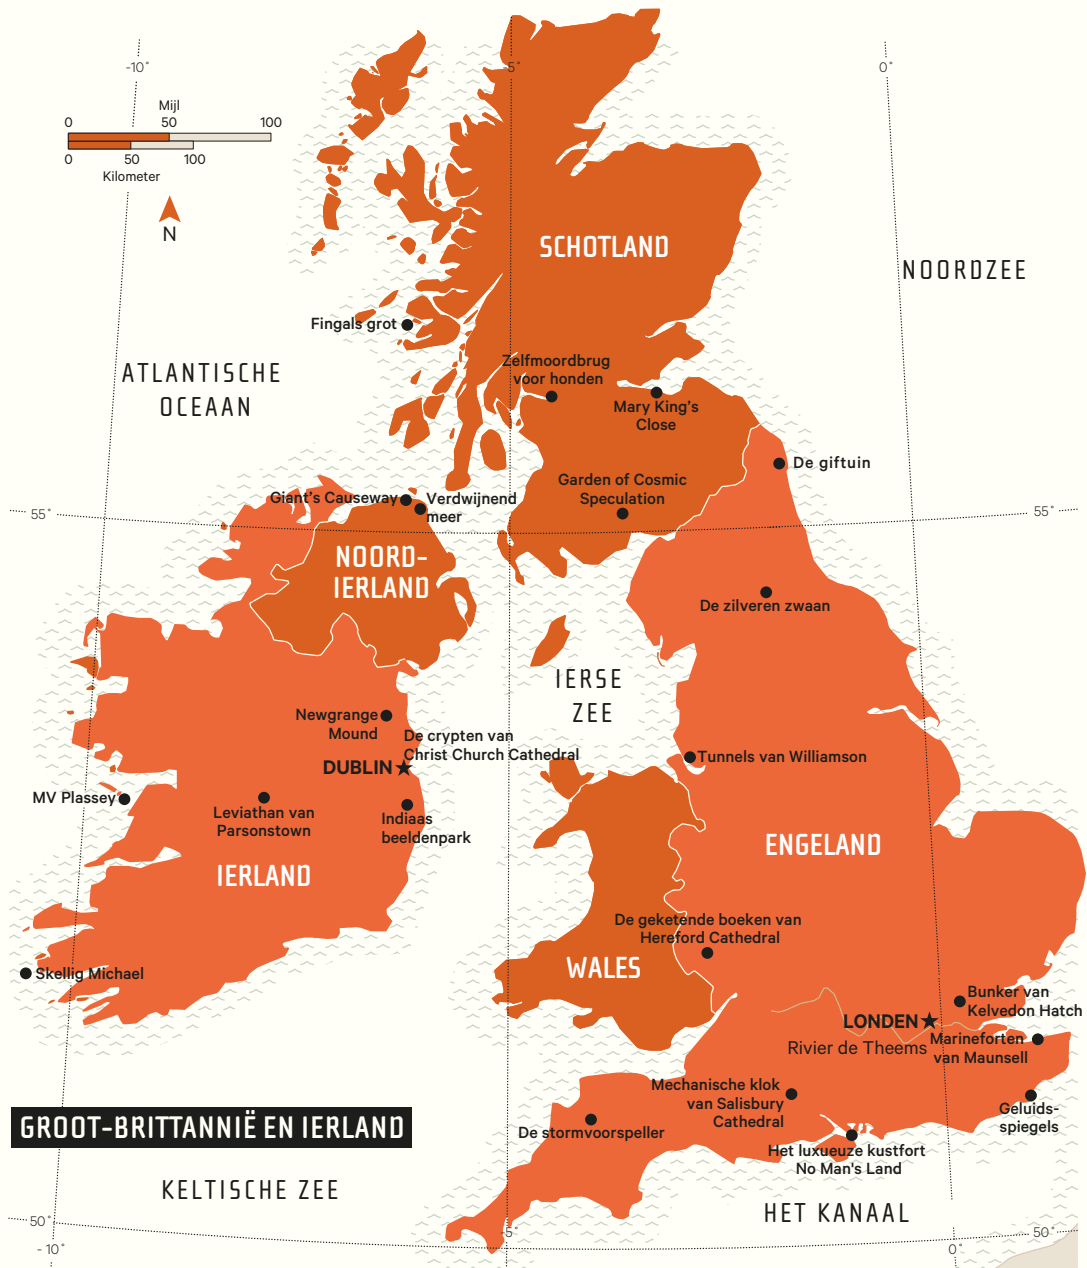 -10°
5°
0°
Mijl
0
50
100
0
50
100
Kilometer
N
SCHOTLAND
NOORDZEE
Fingals grot
ATLANTISCHE
OCEAAN
Zelfmoordbrug
voor honden
Mary King's
Close
De giftuin
Garden of Cosmic
Speculation
Giant's Causeway
Verdwijnend
meer
55°
55°
NOORD-
IERLAND
De zilveren zwaan
IERSE
ZEE
Newgrange
Mound
De crypten van
Christ Church Cathedral
DUBLIN
Tunnels van Williamson
MV Plassey
Leviathan van
Parsonstown
Indiaas
beeldenpark
ENGELAND
IERLAND
De geketende boeken van
Hereford Cathedral
WALES
Skellig Michael
Bunker van
Kelvedon Hatch
LONDEN
Rivier de Theems
Marineforten
van Maunsell
Mechanische klok
van Salisbury
Cathedral
Geluids-
spiegels
De stormvoorspeller
GROOT-BRITTANNIË EN IERLAND
Het luxueuze kustfort
No Man's Land
KELTISCHE ZEE
HET KANAAL
50°
50°
-10°
-5°
0°